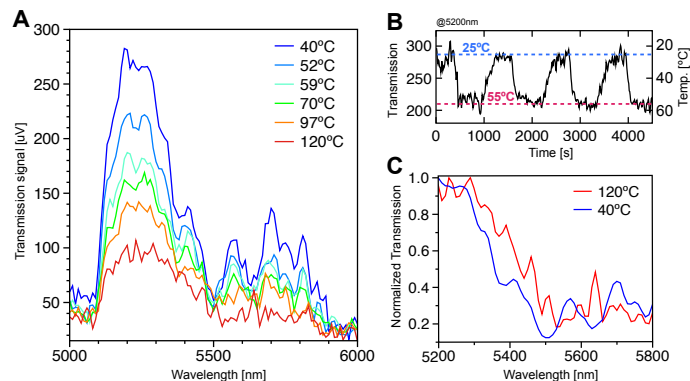 A
300
250
200
150
100
50
Transmission signal [uV]
40ºC
52ºC
59ºC
70ºC
97ºC
120ºC
5000
5500
6000
Wavelength [nm]
B
@5200nm
300
250
200
Transmission
25ºC
55ºC
20
40
60
Temp. [ºC]
0
1000
2000
3000
4000
Time [s]
C
1.0
0.8
0.6
0.4
0.2
Normalized Transmission
120ºC
40ºC
5200
5400
5600
5800
Wavelength [nm]